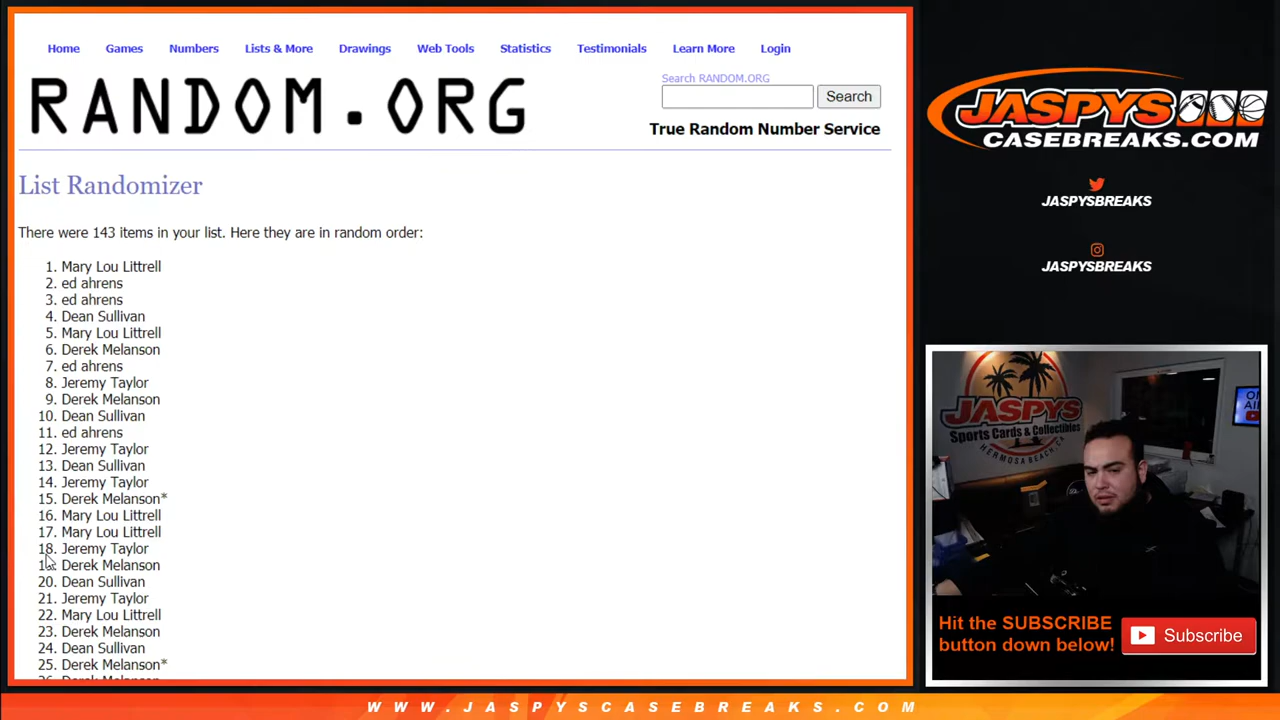 Home Games Numbers Lists & More Drawings Web Tools Statistics Testimonials Learn More Login
RANDOM.ORG
Search RANDOM.ORG
Search
True Random Number Service
List Randomizer
There were 143 items in your list. Here they are in random order:
1. Mary Lou Littrell
2. ed ahrens
3. ed ahrens
4. Dean Sullivan
5. Mary Lou Littrell
6. Derek Melanson
7. ed ahrens
8. Jeremy Taylor
9. Derek Melanson
10. Dean Sullivan
11. ed ahrens
12. Jeremy Taylor
13. Dean Sullivan
14. Jeremy Taylor
15. Derek Melanson*
16. Mary Lou Littrell
17. Mary Lou Littrell
18. Jeremy Taylor
19. Derek Melanson
20. Dean Sullivan
21. Jeremy Taylor
22. Mary Lou Littrell
23. Derek Melanson
24. Dean Sullivan
25. Derek Melanson*
JASPYS
CASEBREAKS.COM
JASPYSBREAKS
JASPYSBREAKS
JASPYS
Sports Cards & Collectibles
HERMOSA BEACH, CA
Hit the SUBSCRIBE
button down below!
Subscribe
WWW.JASPYSCASEBREAKS.COM